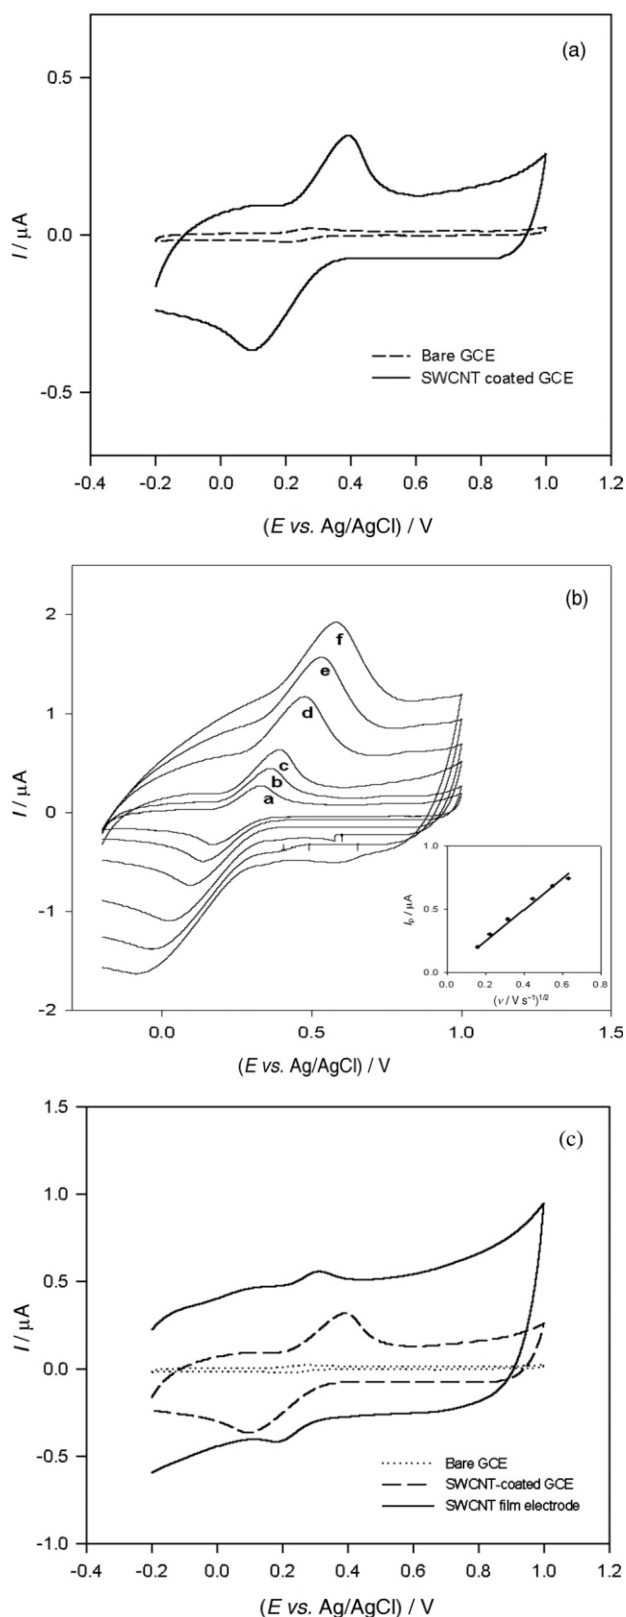 (a)
0.5
0.0
-0.5
I / μA
Bare GCE
SWCNT coated GCE
-0.4 -0.2 0.0 0.2 0.4 0.6 0.8 1.0 1.2
(E vs. Ag/AgCl) / V
(b)
2
1
0
-1
-2
I / μA
f
e
d
c
b
a
1.0
0.5
0.0
Ip / μA
0.0 0.2 0.4 0.6 0.8
(ν / V s⁻¹)¹/²
0.0 0.5 1.0 1.5
(E vs. Ag/AgCl) / V
(c)
1.5
1.0
0.5
0.0
-0.5
-1.0
I / μA
Bare GCE
SWCNT-coated GCE
SWCNT film electrode
-0.4 -0.2 0.0 0.2 0.4 0.6 0.8 1.0 1.2
(E vs. Ag/AgCl) / V